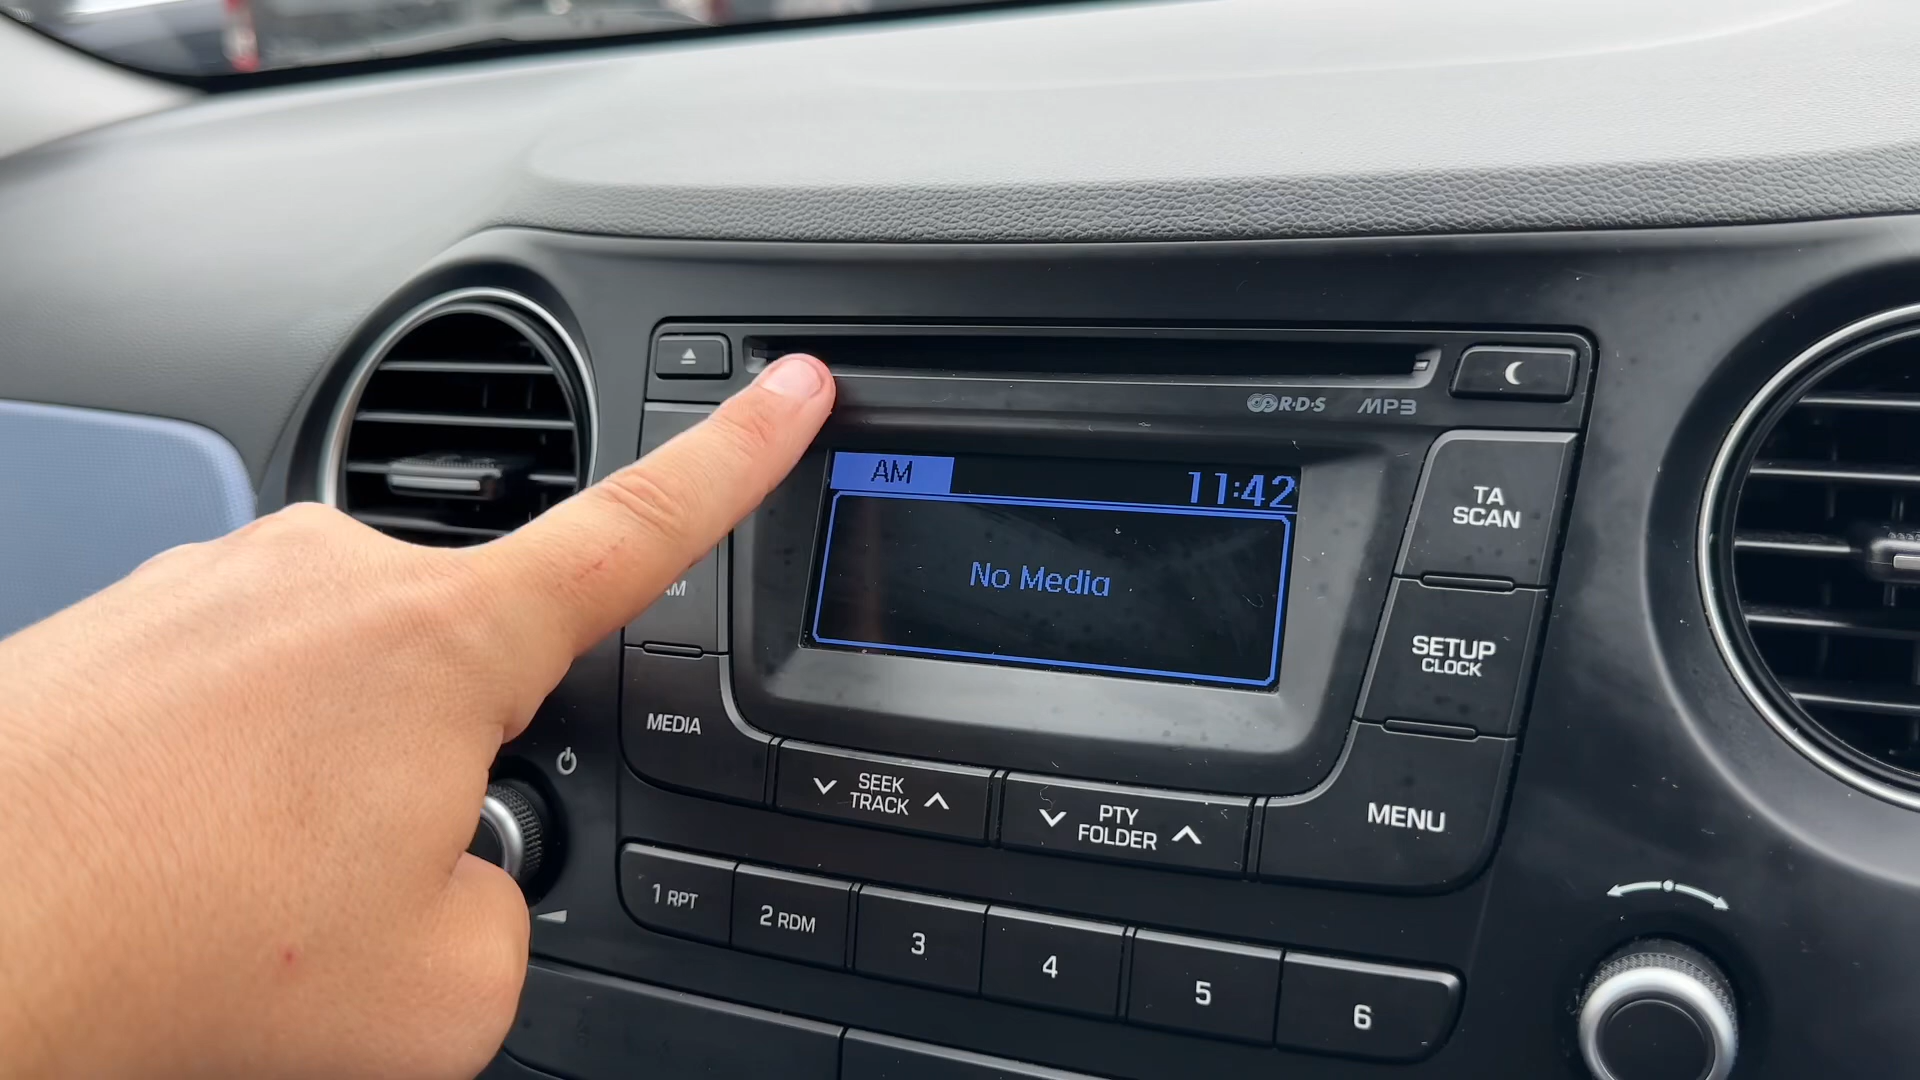 R·D·S MP3
AM 11:42
No Media
TA
SCAN
SETUP
CLOCK
MEDIA
SEEK
TRACK
PTY
FOLDER
MENU
1 RPT
2 RDM
3
4
5
6